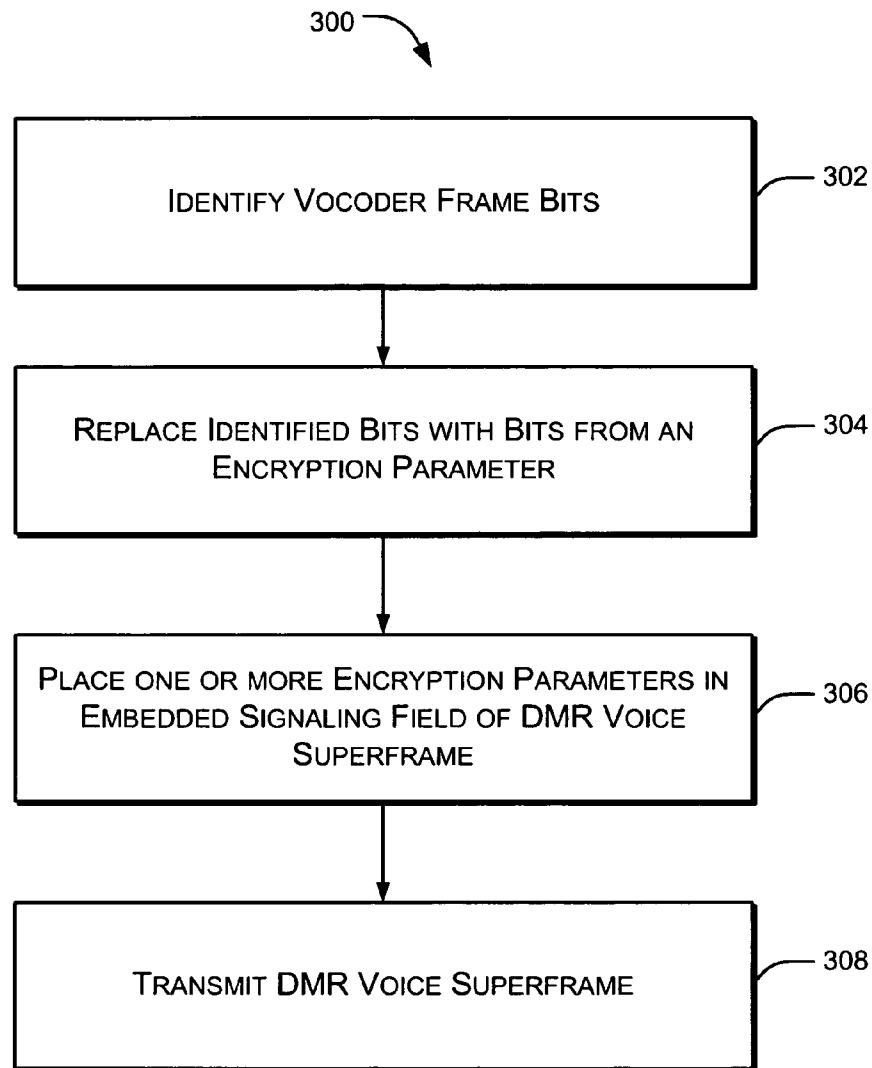 300
IDENTIFY VOCODER FRAME BITS
302
REPLACE IDENTIFIED BITS WITH BITS FROM AN
ENCRYPTION PARAMETER
304
PLACE ONE OR MORE ENCRYPTION PARAMETERS IN
EMBEDDED SIGNALING FIELD OF DMR VOICE
SUPERFRAME
306
TRANSMIT DMR VOICE SUPERFRAME
308